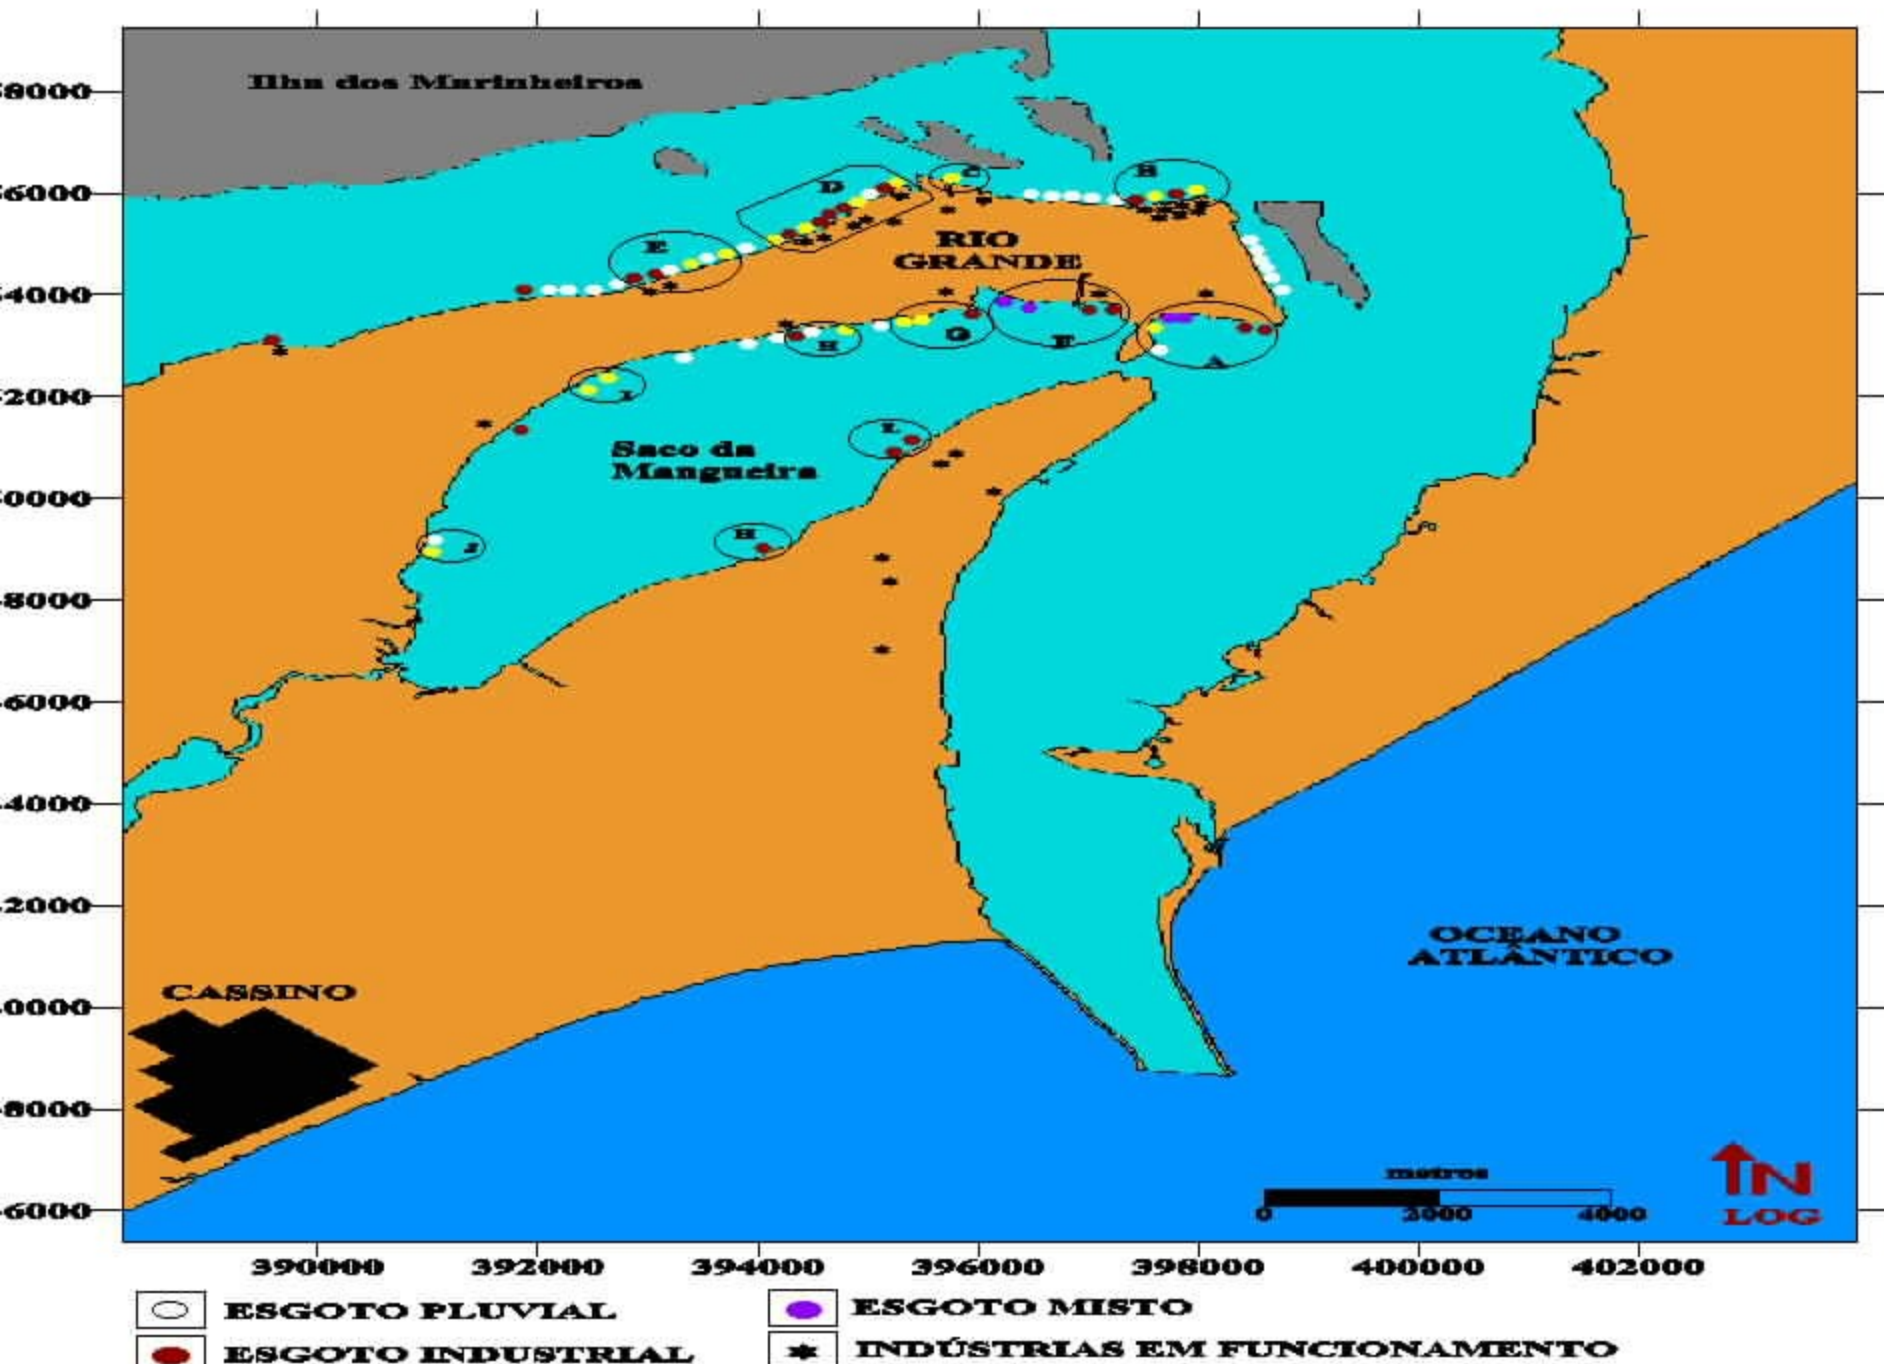 Ilha dos Marinheiros
8000
6000
D
C
B
E
RIO
GRANDE
4000
H
G
F
A
2000
I
L
Saco da
Mangueira
0000
J
H
8000
6000
4000
2000
OCEANO
ATLÂNTICO
CASSINO
0000
8000
metros
0 2000 4000
N
LOG
6000
390000 392000 394000 396000 398000 400000 402000
ESGOTO PLUVIAL
ESGOTO MISTO
ESGOTO INDUSTRIAL
INDÚSTRIAS EM FUNCIONAMENTO